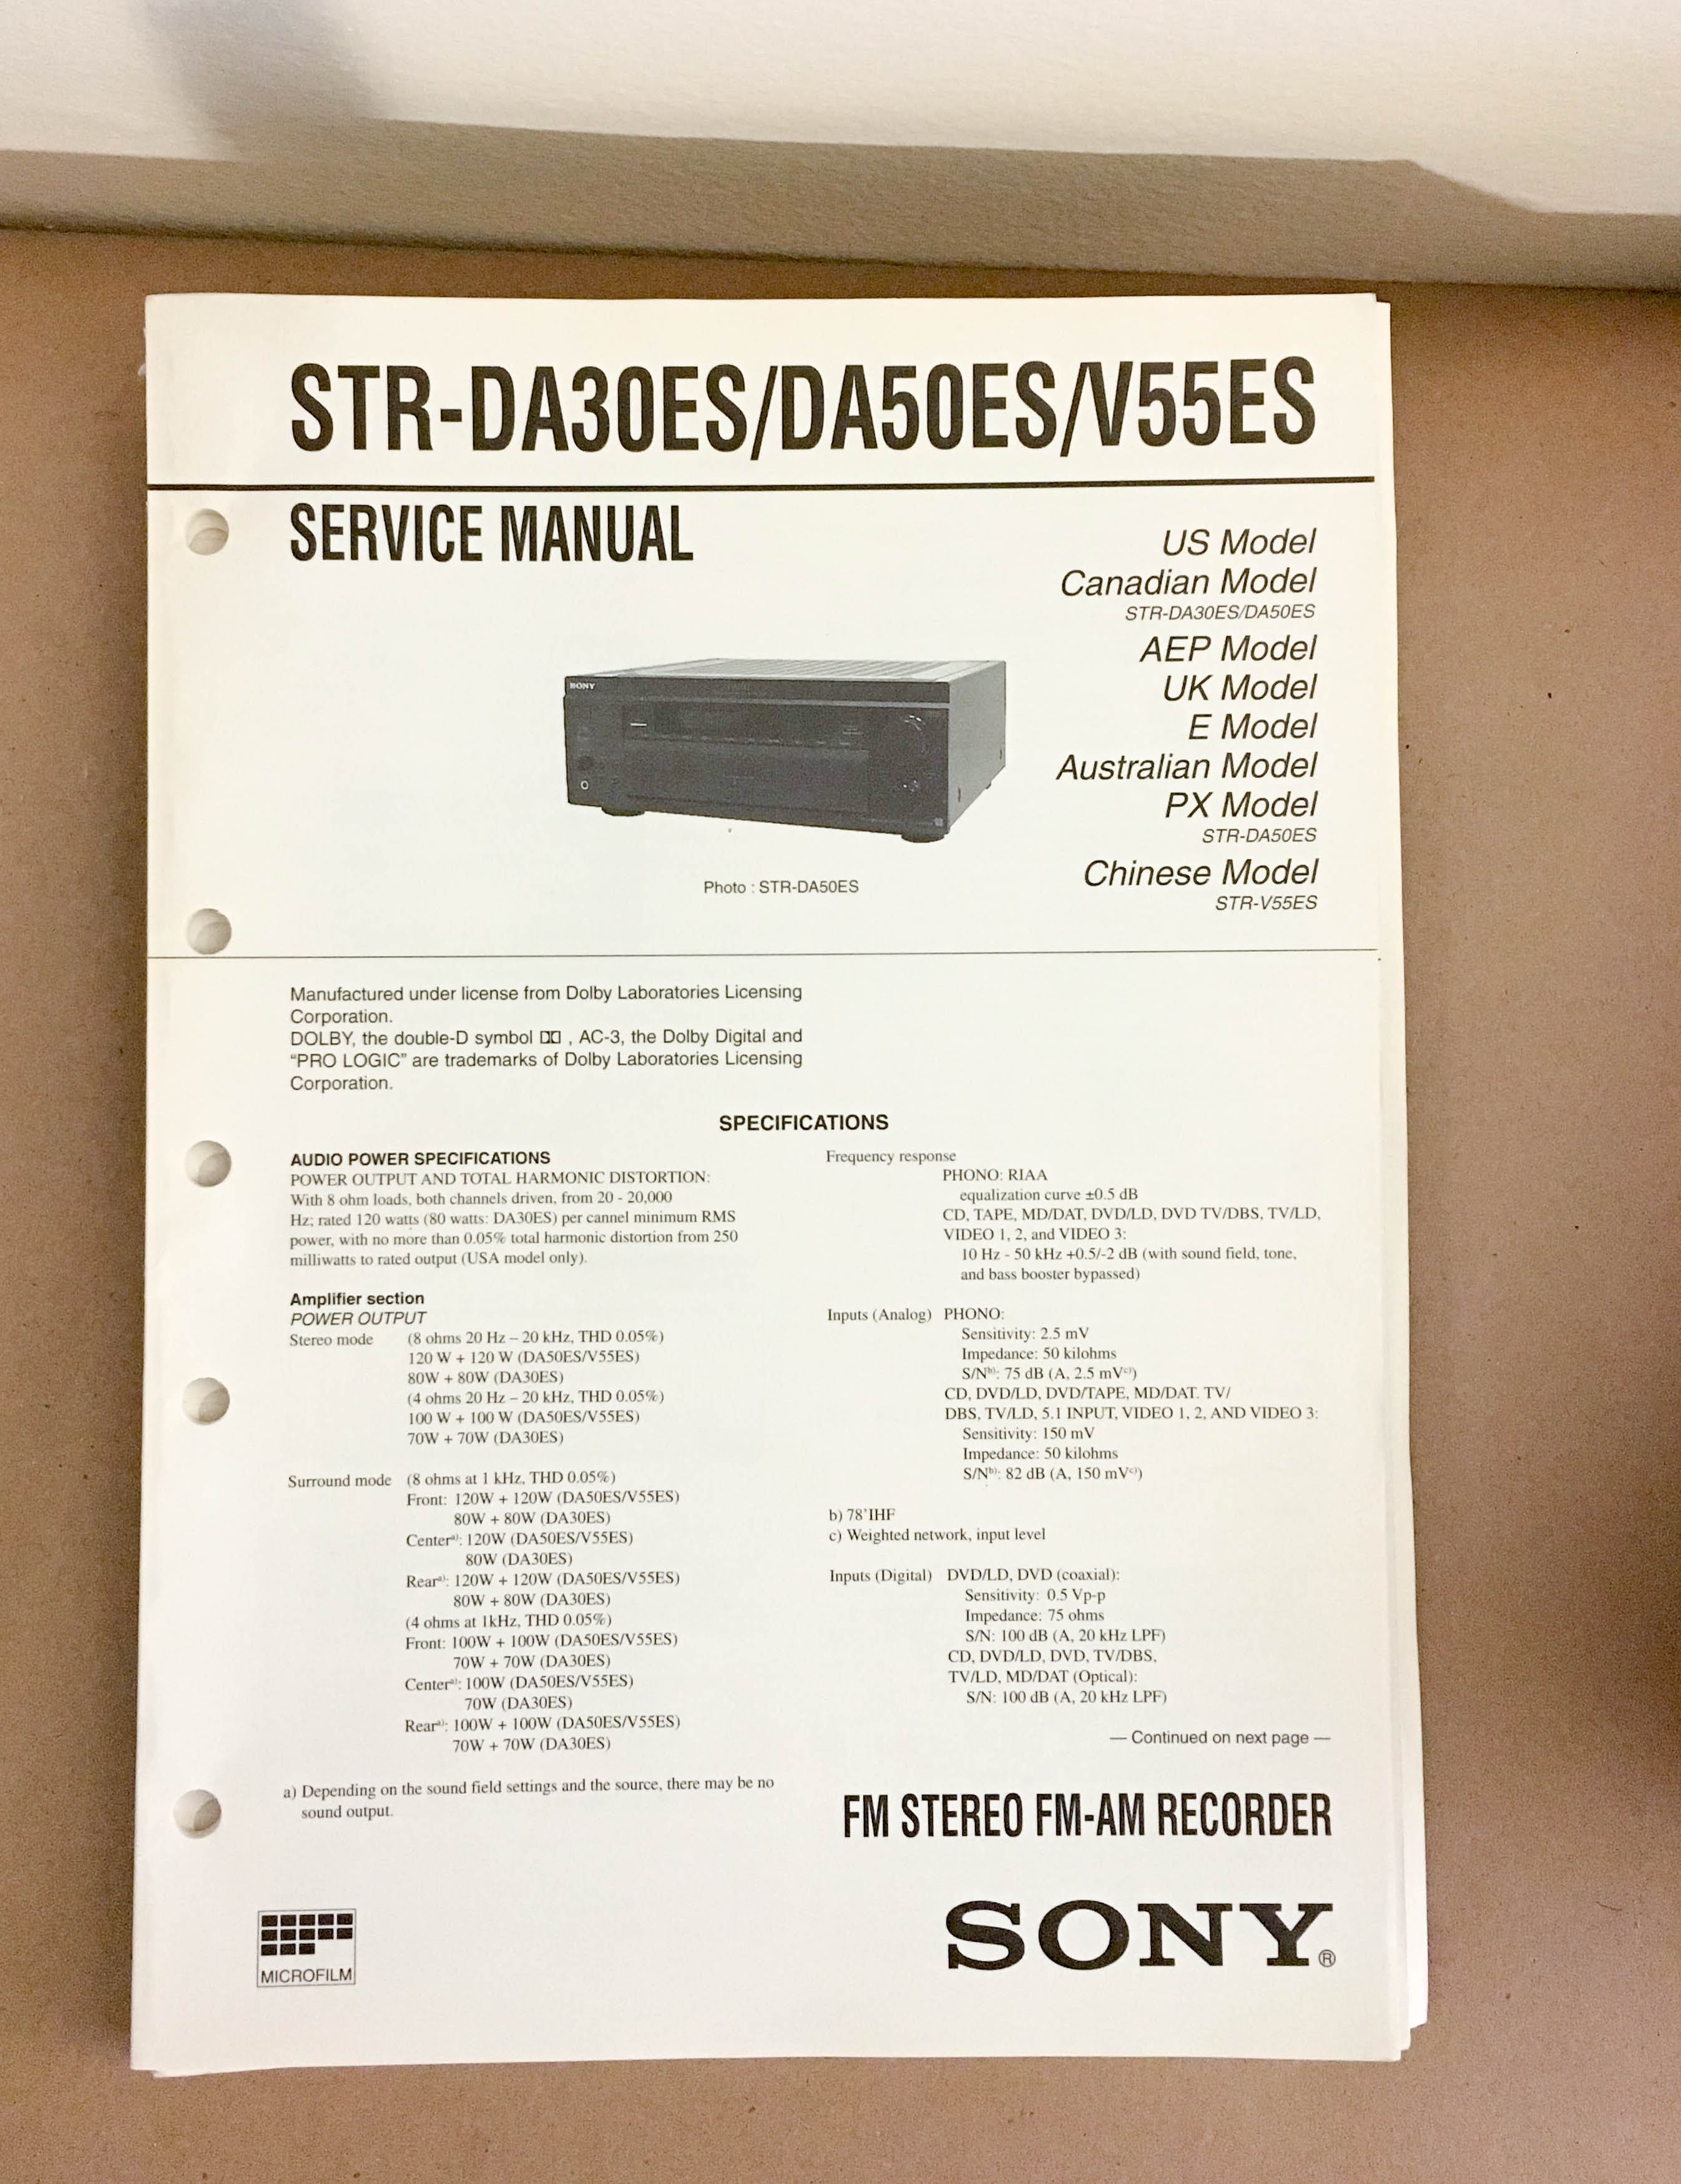 STR-DA30ES/DA50ES/V55ES
SERVICE MANUAL
US Model
Canadian Model
STR-DA30ES/DA50ES
AEP Model
UK Model
E Model
Australian Model
PX Model
STR-DA50ES
Chinese Model
STR-V55ES
SONY
Photo : STR-DA50ES
Manufactured under license from Dolby Laboratories Licensing
Corporation.
DOLBY, the double-D symbol , AC-3, the Dolby Digital and
“PRO LOGIC” are trademarks of Dolby Laboratories Licensing
Corporation.
SPECIFICATIONS
AUDIO POWER SPECIFICATIONS
POWER OUTPUT AND TOTAL HARMONIC DISTORTION:
With 8 ohm loads, both channels driven, from 20 - 20,000
Hz; rated 120 watts (80 watts: DA30ES) per cannel minimum RMS
power, with no more than 0.05% total harmonic distortion from 250
milliwatts to rated output (USA model only).
Amplifier section
POWER OUTPUT
Stereo mode (8 ohms 20 Hz – 20 kHz, THD 0.05%)
120 W + 120 W (DA50ES/V55ES)
80W + 80W (DA30ES)
(4 ohms 20 Hz – 20 kHz, THD 0.05%)
100 W + 100 W (DA50ES/V55ES)
70W + 70W (DA30ES)
Surround mode (8 ohms at 1 kHz, THD 0.05%)
Front: 120W + 120W (DA50ES/V55ES)
80W + 80W (DA30ES)
Centera): 120W (DA50ES/V55ES)
80W (DA30ES)
Reara): 120W + 120W (DA50ES/V55ES)
80W + 80W (DA30ES)
(4 ohms at 1kHz, THD 0.05%)
Front: 100W + 100W (DA50ES/V55ES)
70W + 70W (DA30ES)
Centera): 100W (DA50ES/V55ES)
70W (DA30ES)
Reara): 100W + 100W (DA50ES/V55ES)
70W + 70W (DA30ES)
a) Depending on the sound field settings and the source, there may be no
sound output.
Frequency response
PHONO: RIAA
equalization curve ±0.5 dB
CD, TAPE, MD/DAT, DVD/LD, DVD TV/DBS, TV/LD,
VIDEO 1, 2, and VIDEO 3:
10 Hz - 50 kHz +0.5/-2 dB (with sound field, tone,
and bass booster bypassed)
Inputs (Analog) PHONO:
Sensitivity: 2.5 mV
Impedance: 50 kilohms
S/Nb): 75 dB (A, 2.5 mVc))
CD, DVD/LD, DVD/TAPE, MD/DAT. TV/
DBS, TV/LD, 5.1 INPUT, VIDEO 1, 2, AND VIDEO 3:
Sensitivity: 150 mV
Impedance: 50 kilohms
S/Nb): 82 dB (A, 150 mVc))
b) 78’IHF
c) Weighted network, input level
Inputs (Digital) DVD/LD, DVD (coaxial):
Sensitivity: 0.5 Vp-p
Impedance: 75 ohms
S/N: 100 dB (A, 20 kHz LPF)
CD, DVD/LD, DVD, TV/DBS,
TV/LD, MD/DAT (Optical):
S/N: 100 dB (A, 20 kHz LPF)
— Continued on next page —
FM STEREO FM-AM RECORDER
MICROFILM
SONY®